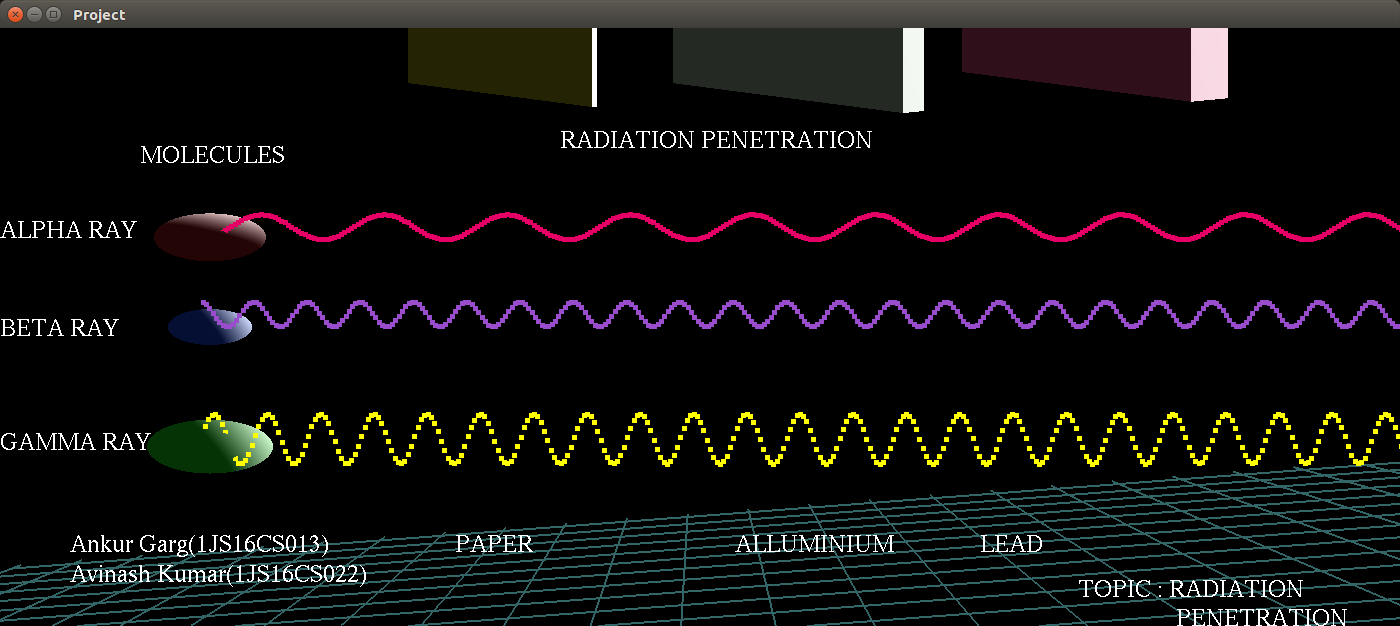 Project
RADIATION PENETRATION
MOLECULES
ALPHA RAY
BETA RAY
GAMMA RAY
Ankur Garg(1JS16CS013)
Avinash Kumar(1JS16CS022)
PAPER
ALLUMINIUM
LEAD
TOPIC : RADIATION
PENETRATION